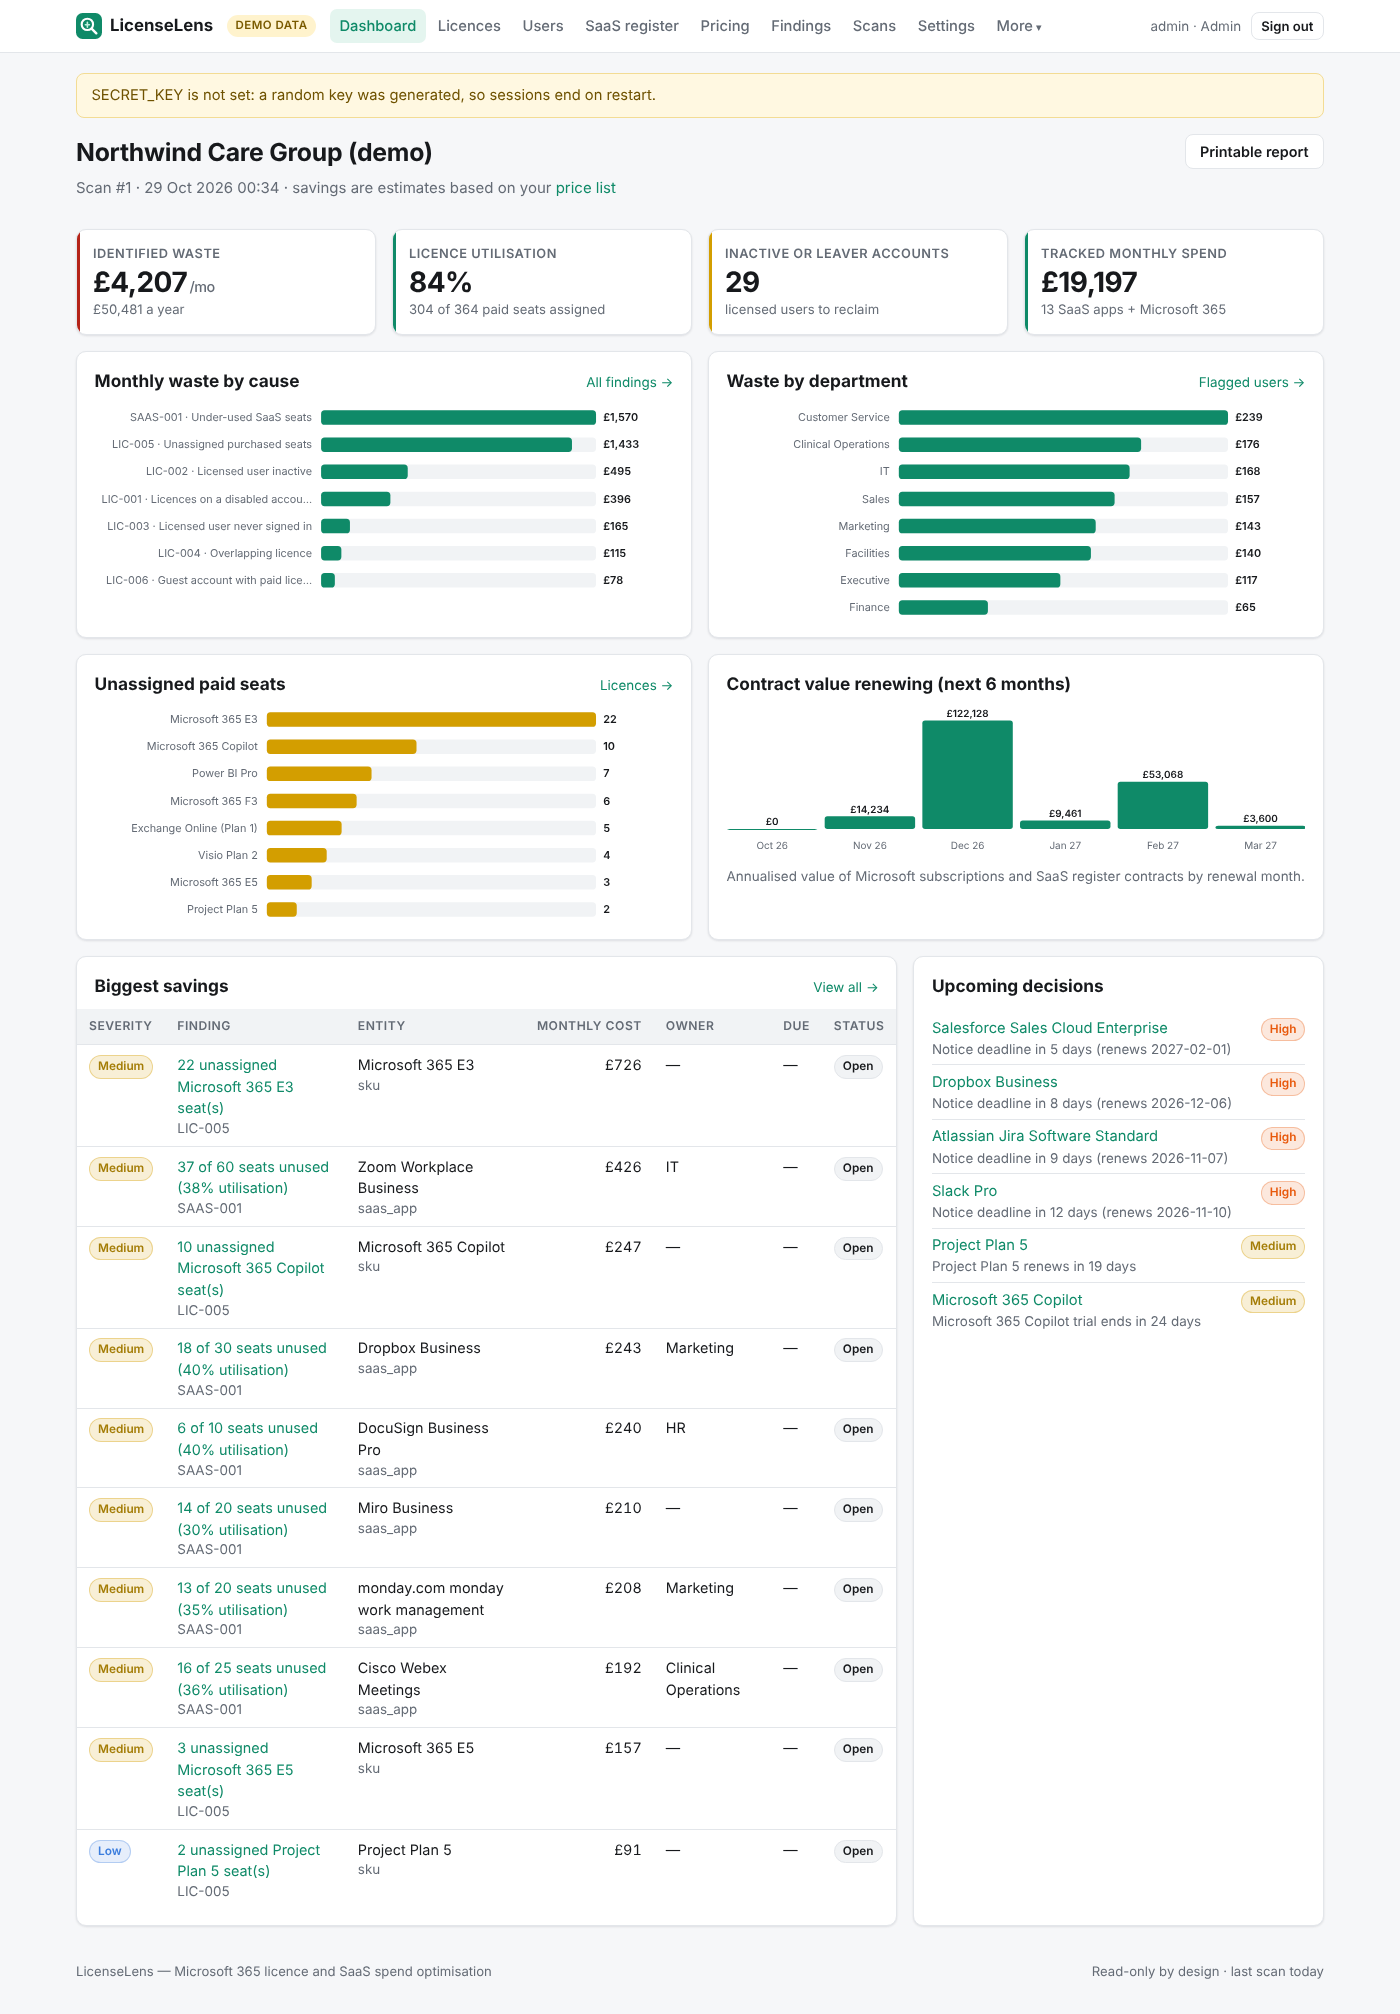 LicenseLens DEMO DATA Dashboard Licences Users SaaS register Pricing Findings Scans Settings More ▾ admin · Admin Sign out
SECRET_KEY is not set: a random key was generated, so sessions end on restart.
Northwind Care Group (demo) Printable report
Scan #1 · 29 Oct 2026 00:34 · savings are estimates based on your price list
IDENTIFIED WASTE
£4,207 /mo
£50,481 a year
LICENCE UTILISATION
84%
304 of 364 paid seats assigned
INACTIVE OR LEAVER ACCOUNTS
29
licensed users to reclaim
TRACKED MONTHLY SPEND
£19,197
13 SaaS apps + Microsoft 365
Monthly waste by cause All findings →
SAAS-001 · Under-used SaaS seats £1,570
LIC-005 · Unassigned purchased seats £1,433
LIC-002 · Licensed user inactive £495
LIC-001 · Licences on a disabled accou... £396
LIC-003 · Licensed user never signed in £165
LIC-004 · Overlapping licence £115
LIC-006 · Guest account with paid lice... £78
Waste by department Flagged users →
Customer Service £239
Clinical Operations £176
IT £168
Sales £157
Marketing £143
Facilities £140
Executive £117
Finance £65
Unassigned paid seats Licences →
Microsoft 365 E3 22
Microsoft 365 Copilot 10
Power BI Pro 7
Microsoft 365 F3 6
Exchange Online (Plan 1) 5
Visio Plan 2 4
Microsoft 365 E5 3
Project Plan 5 2
Contract value renewing (next 6 months)
£0 £14,234 £122,128 £9,461 £53,068 £3,600
Oct 26 Nov 26 Dec 26 Jan 27 Feb 27 Mar 27
Annualised value of Microsoft subscriptions and SaaS register contracts by renewal month.
Biggest savings View all →
SEVERITY FINDING ENTITY MONTHLY COST OWNER DUE STATUS
Medium 22 unassigned Microsoft 365 E3 £726 — — Open
Microsoft 365 E3 sku
seat(s)
LIC-005
Medium 37 of 60 seats unused Zoom Workplace £426 IT — Open
(38% utilisation) Business
SAAS-001 saas_app
Medium 10 unassigned Microsoft 365 Copilot £247 — — Open
Microsoft 365 Copilot sku
seat(s)
LIC-005
Medium 18 of 30 seats unused Dropbox Business £243 Marketing — Open
(40% utilisation) saas_app
SAAS-001
Medium 6 of 10 seats unused DocuSign Business £240 HR — Open
(40% utilisation) Pro
SAAS-001 saas_app
Medium 14 of 20 seats unused Miro Business £210 — — Open
(30% utilisation) saas_app
SAAS-001
Medium 13 of 20 seats unused monday.com monday £208 Marketing — Open
(35% utilisation) work management
SAAS-001 saas_app
Medium 16 of 25 seats unused Cisco Webex £192 Clinical — Open
(36% utilisation) Meetings Operations
SAAS-001 saas_app
Medium 3 unassigned Microsoft 365 E5 £157 — — Open
Microsoft 365 E5 sku
seat(s)
LIC-005
Low 2 unassigned Project Project Plan 5 £91 — — Open
Plan 5 seat(s) sku
LIC-005
Upcoming decisions
Salesforce Sales Cloud Enterprise High
Notice deadline in 5 days (renews 2027-02-01)
Dropbox Business High
Notice deadline in 8 days (renews 2026-12-06)
Atlassian Jira Software Standard High
Notice deadline in 9 days (renews 2026-11-07)
Slack Pro High
Notice deadline in 12 days (renews 2026-11-10)
Project Plan 5 Medium
Project Plan 5 renews in 19 days
Microsoft 365 Copilot Medium
Microsoft 365 Copilot trial ends in 24 days
LicenseLens — Microsoft 365 licence and SaaS spend optimisation Read-only by design · last scan today